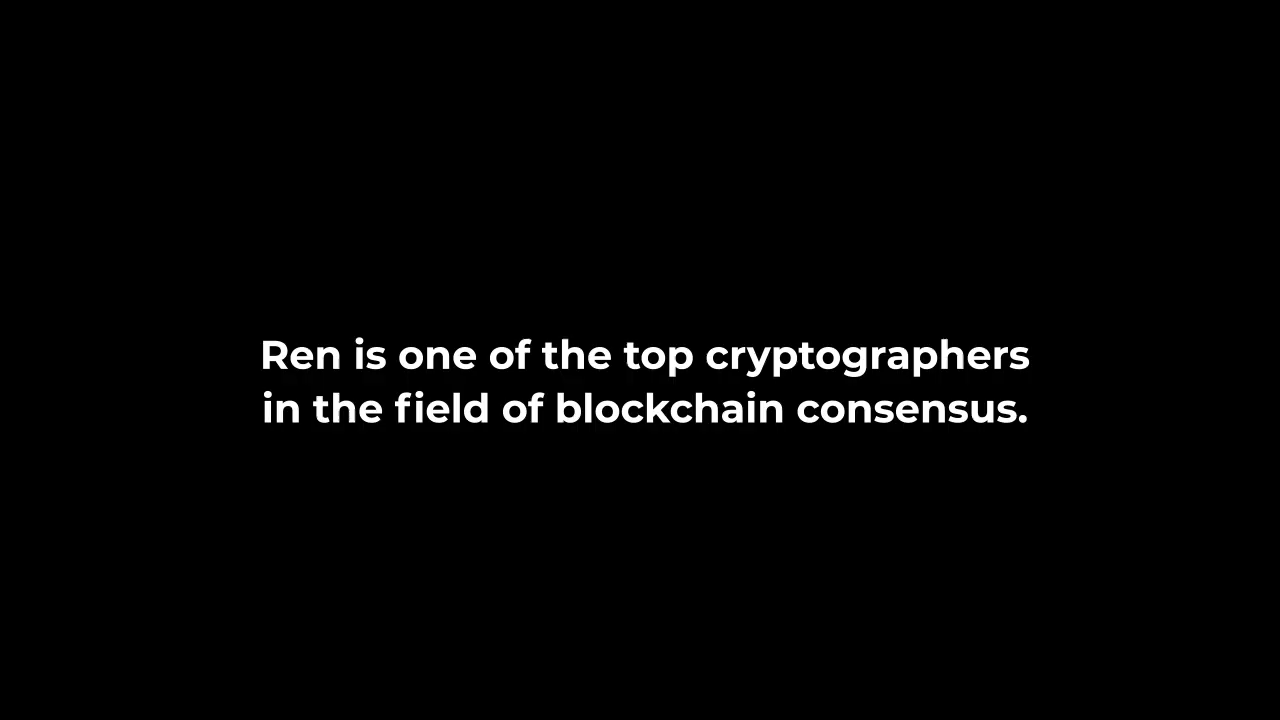 Ren is one of the top cryptographers
in the field of blockchain consensus.